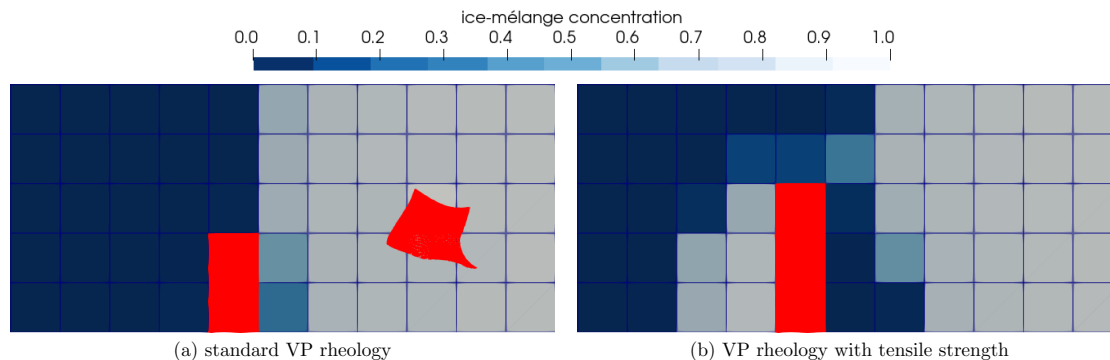 ice-mélange concentration
0.0 0.1 0.2 0.3 0.4 0.5 0.6 0.7 0.8 0.9 1.0
(a) standard VP rheology
(b) VP rheology with tensile strength